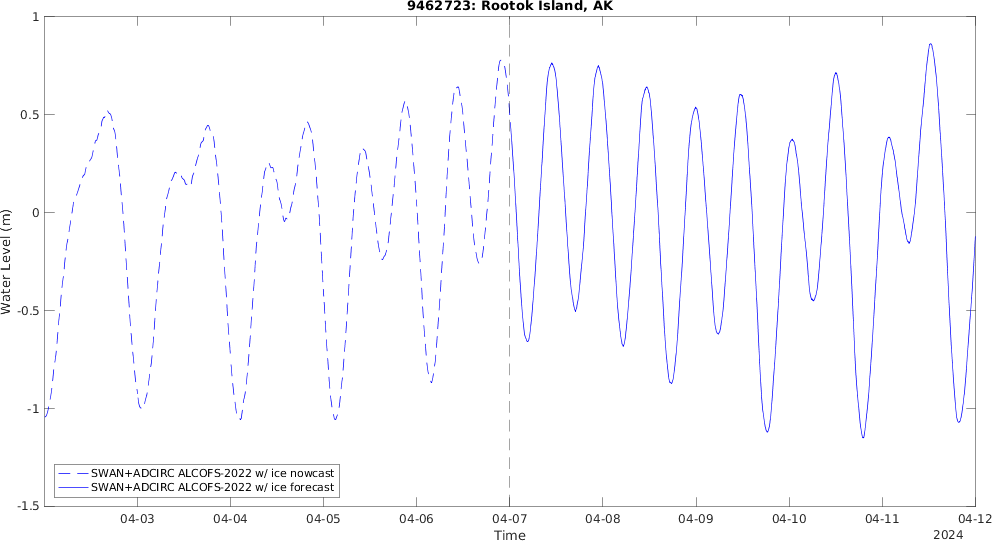 9462723: Rootok Island, AK
Water Level (m)
1
0.5
0
-0.5
-1
-1.5
SWAN+ADCIRC ALCOFS-2022 w/ ice nowcast
SWAN+ADCIRC ALCOFS-2022 w/ ice forecast
04-03 04-04 04-05 04-06 04-07 04-08 04-09 04-10 04-11 04-12
Time
2024